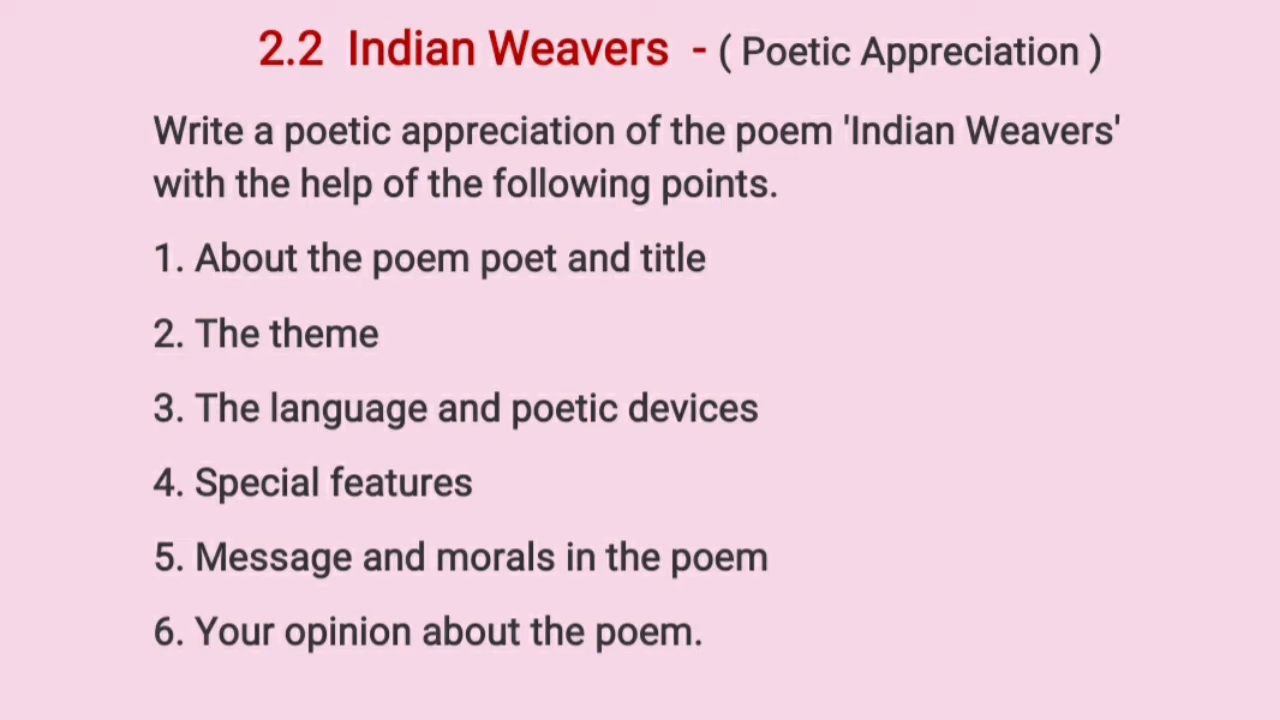 2.2 Indian Weavers - ( Poetic Appreciation )
Write a poetic appreciation of the poem 'Indian Weavers'
with the help of the following points.
1. About the poem poet and title
2. The theme
3. The language and poetic devices
4. Special features
5. Message and morals in the poem
6. Your opinion about the poem.